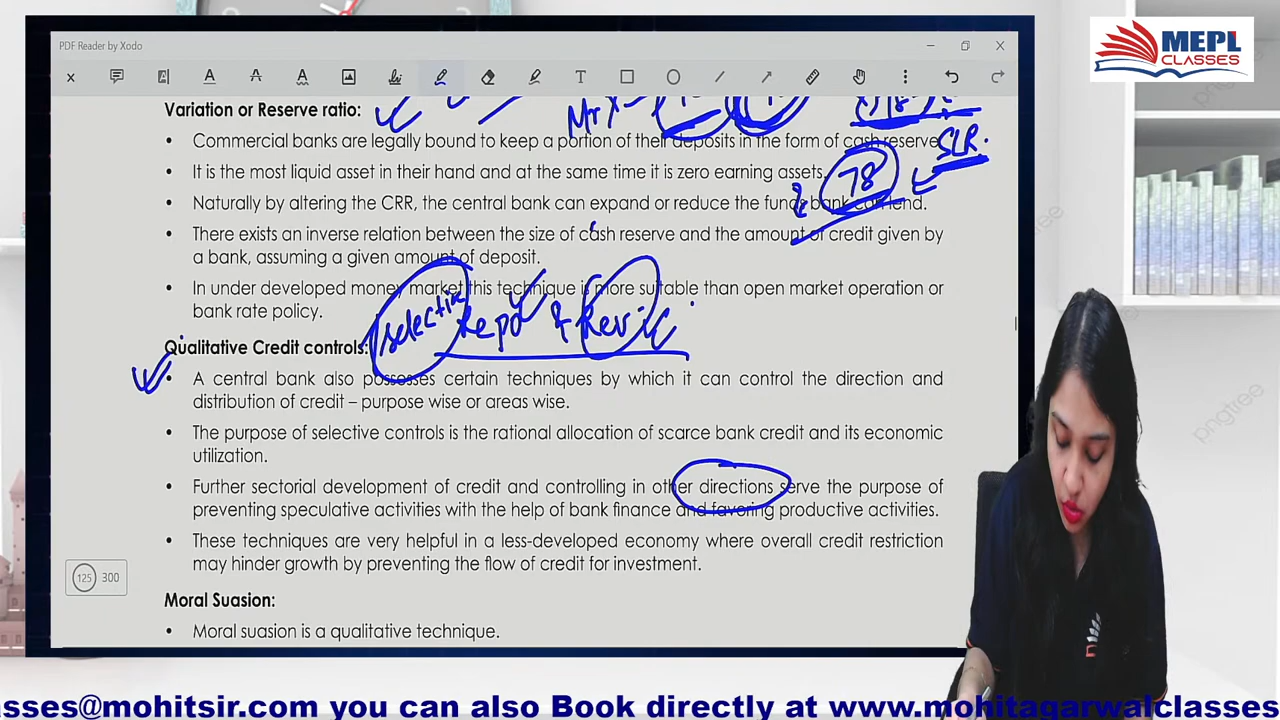 PDF Reader by Xodo
MEPL
CLASSES
Variation or Reserve ratio:
Mr X
SLR.
78
• Commercial banks are legally bound to keep a portion of their deposits in the form of cash reserve
• It is the most liquid asset in their hand and at the same time it is zero earning assets.
• Naturally by altering the CRR, the central bank can expand or reduce the funds bank can lend.
• There exists an inverse relation between the size of cash reserve and the amount of credit given by
a bank, assuming a given amount of deposit.
• In under developed money market this technique is more suitable than open market operation or
bank rate policy.
selective Repo & Rev
Qualitative Credit controls:
• A central bank also possesses certain techniques by which it can control the direction and
distribution of credit – purpose wise or areas wise.
• The purpose of selective controls is the rational allocation of scarce bank credit and its economic
utilization.
• Further sectorial development of credit and controlling in other directions serve the purpose of
preventing speculative activities with the help of bank finance and favoring productive activities.
• These techniques are very helpful in a less-developed economy where overall credit restriction
may hinder growth by preventing the flow of credit for investment.
125 300
Moral Suasion:
• Moral suasion is a qualitative technique.
pngtree
pngtree
asses@mohitsir.com you can also Book directly at www.mohitagarwalclasses